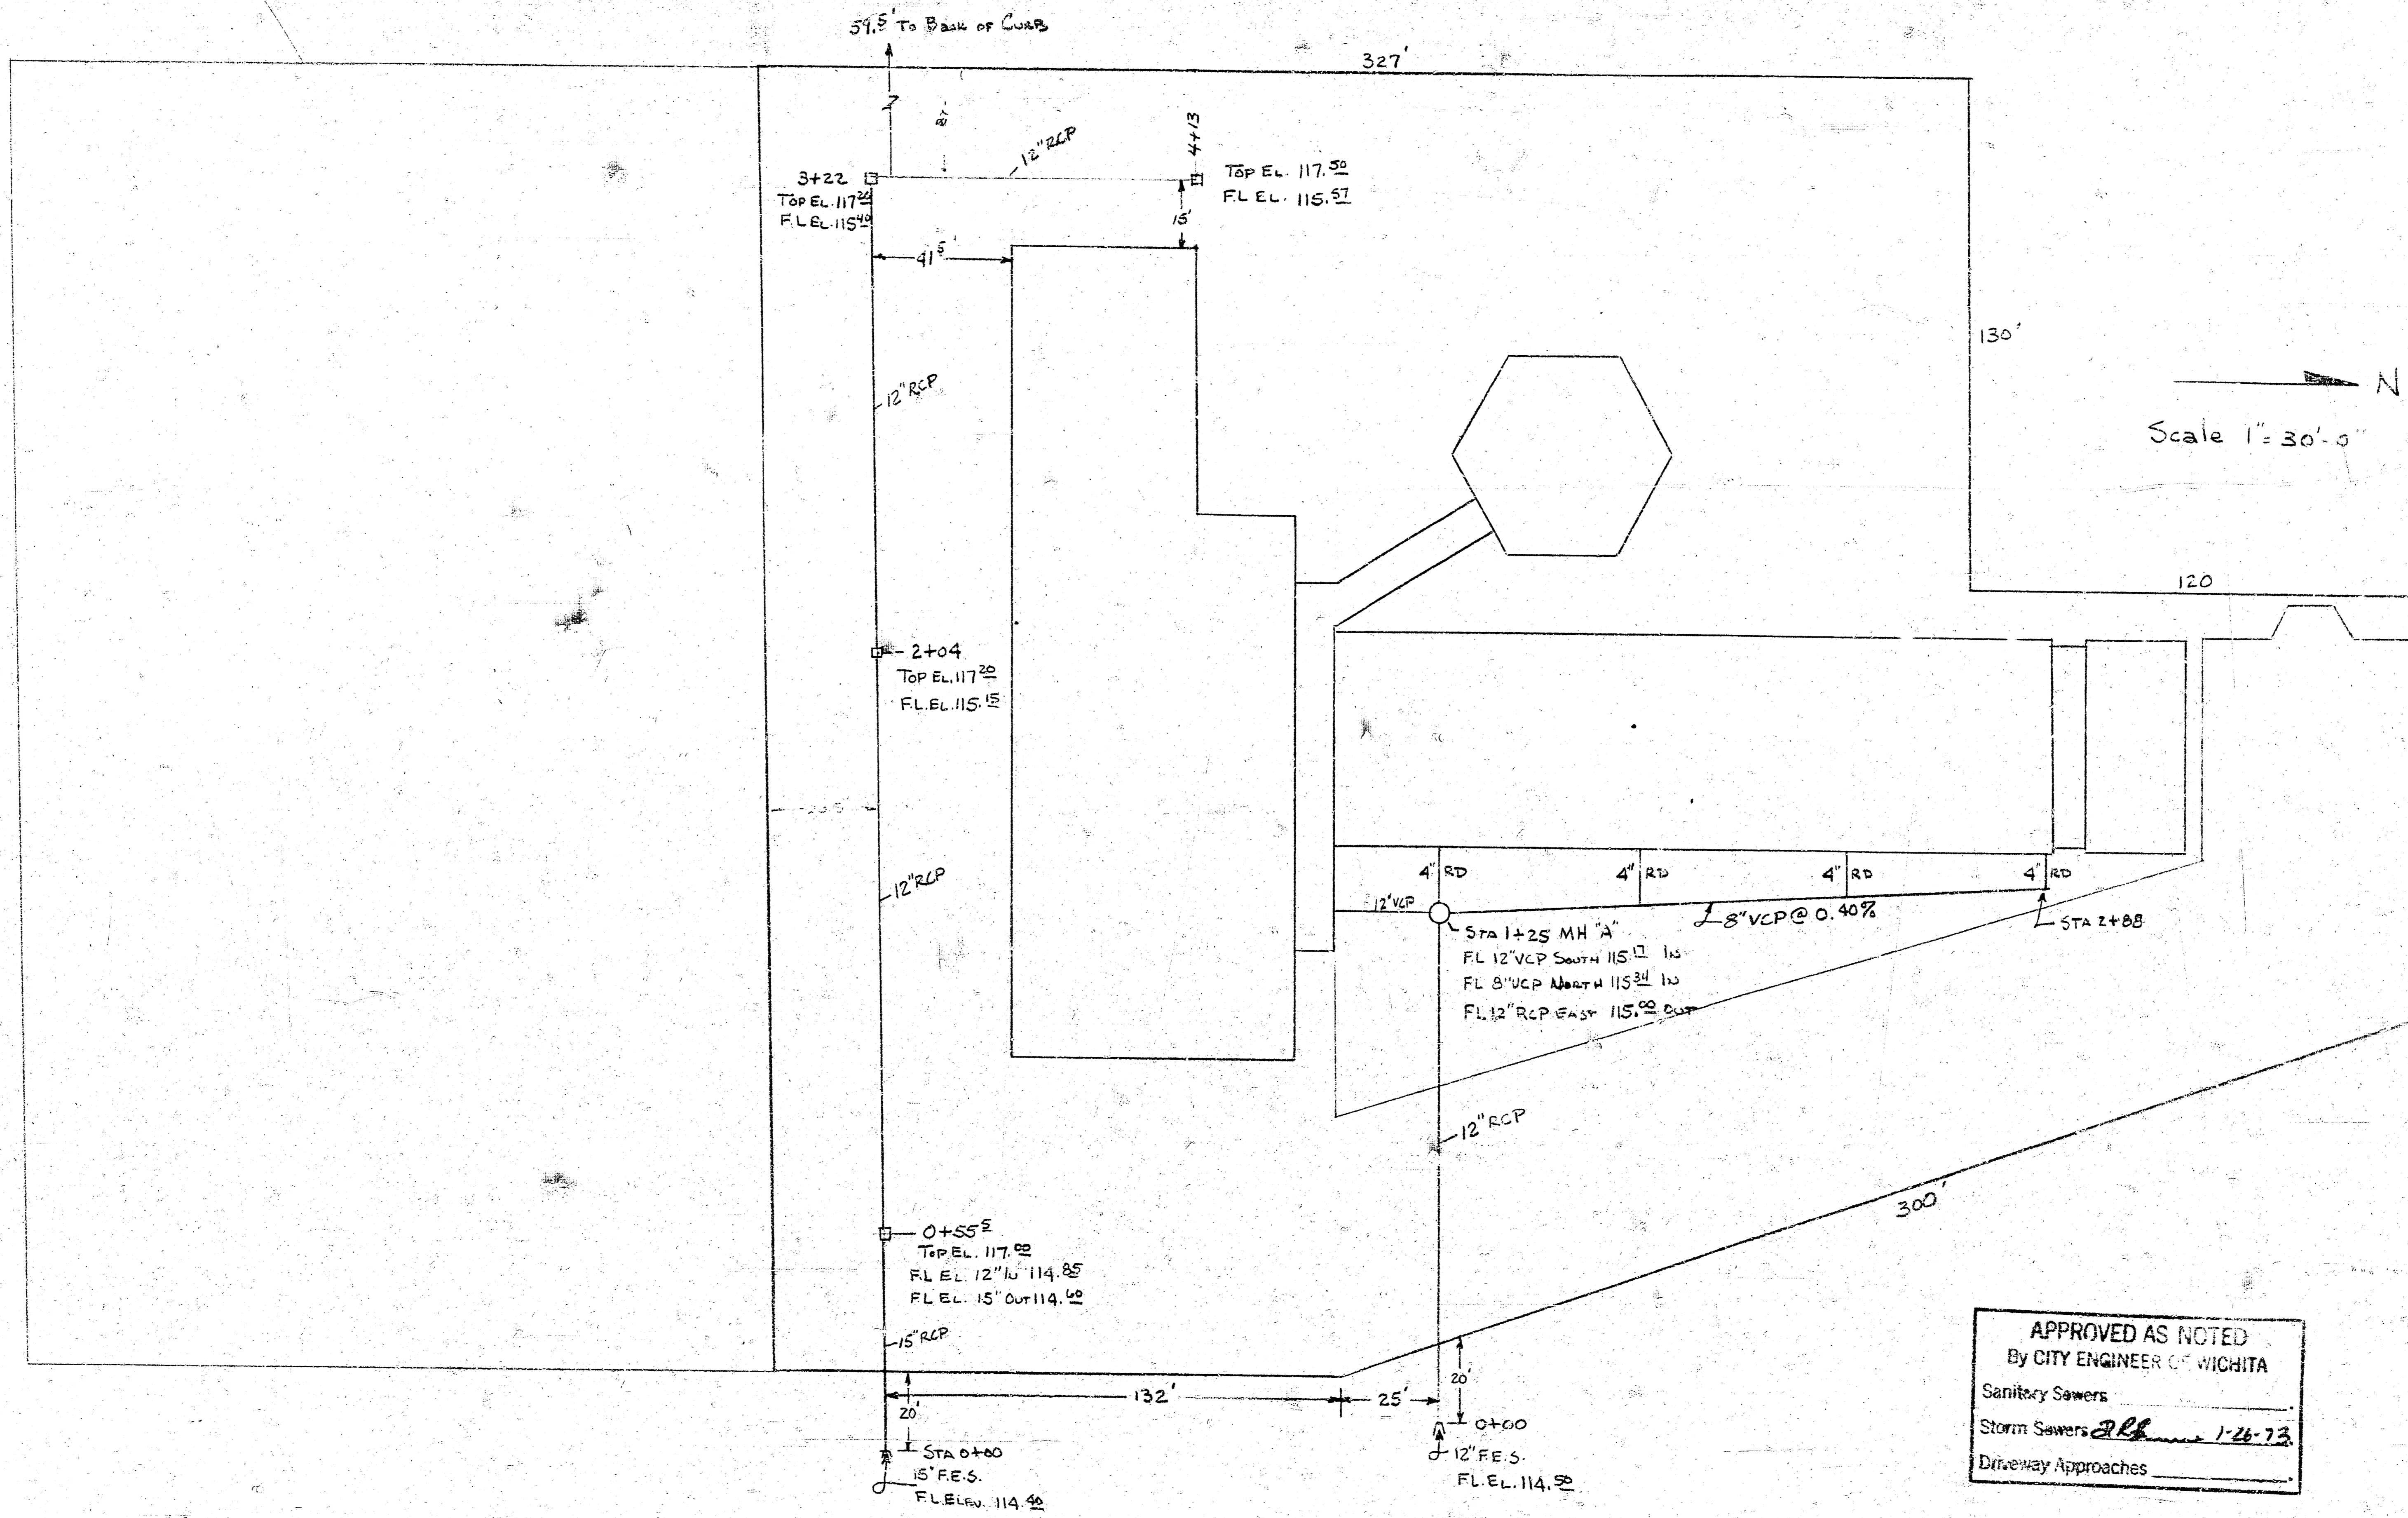 59.5' To Back of Curb
327'
12" RCP
4+13
3+22
Top El. 117.20
F.L El. 115.40
Top El. 117.50
F.L El. 115.57
15'
41.5'
130'
12" RCP
N
Scale 1" = 30'-0"
120
2+04
Top El. 117.20
F.L. El. 115.15
12" RCP
4" RD
4" RD
4" RD
4" RD
12" VCP
8" VCP @ 0.40%
STA 2+88
STA 1+25 MH "A"
F.L 12" VCP South 115.17 In
FL 8" VCP North 115.34 In
FL 12" RCP East 115.00 Out
12" RCP
300'
0+55.5
Top El. 117.00
F.L El. 12" In 114.85
F.L El. 15" Out 114.60
15" RCP
132'
25'
20'
20'
STA 0+00
15" F.E.S.
F.L. Elev. 114.40
0+00
12" F.E.S.
F.L. El. 114.50
APPROVED AS NOTED
By CITY ENGINEER OF WICHITA
Sanitary Sewers
Storm Sewers 1-26-73
Driveway Approaches